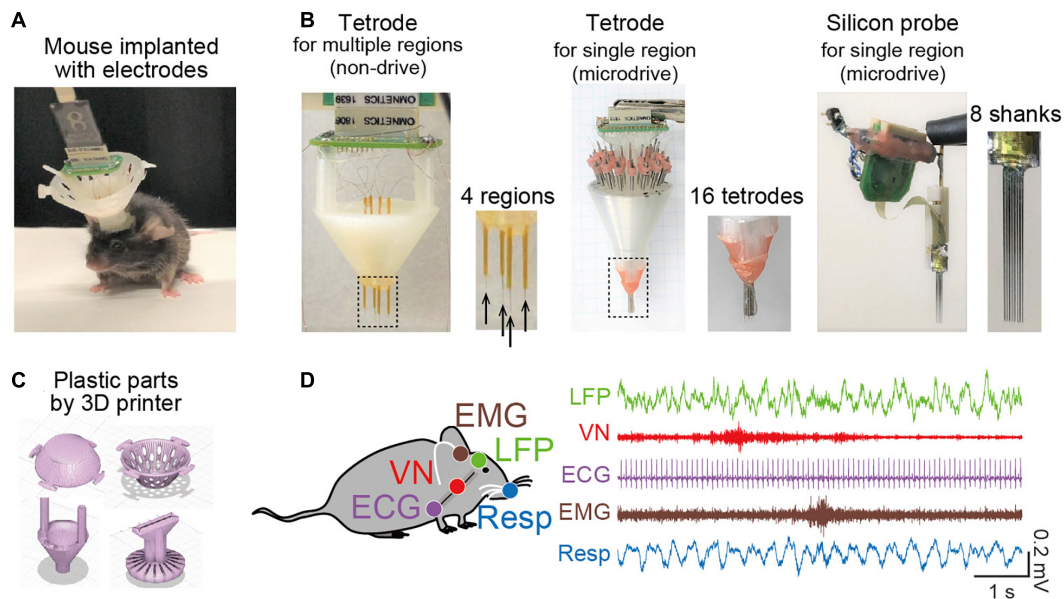 A
Mouse implanted
with electrodes
B
Tetrode
for multiple regions
(non-drive)
OMNETICS 1639
OMNETICS 1808
4 regions
Tetrode
for single region
(microdrive)
OMNETICS
16 tetrodes
Silicon probe
for single region
(microdrive)
8 shanks
C
Plastic parts
by 3D printer
D
EMG
LFP
VN
ECG
Resp
LFP
VN
ECG
EMG
Resp
0.2 mV
1 s